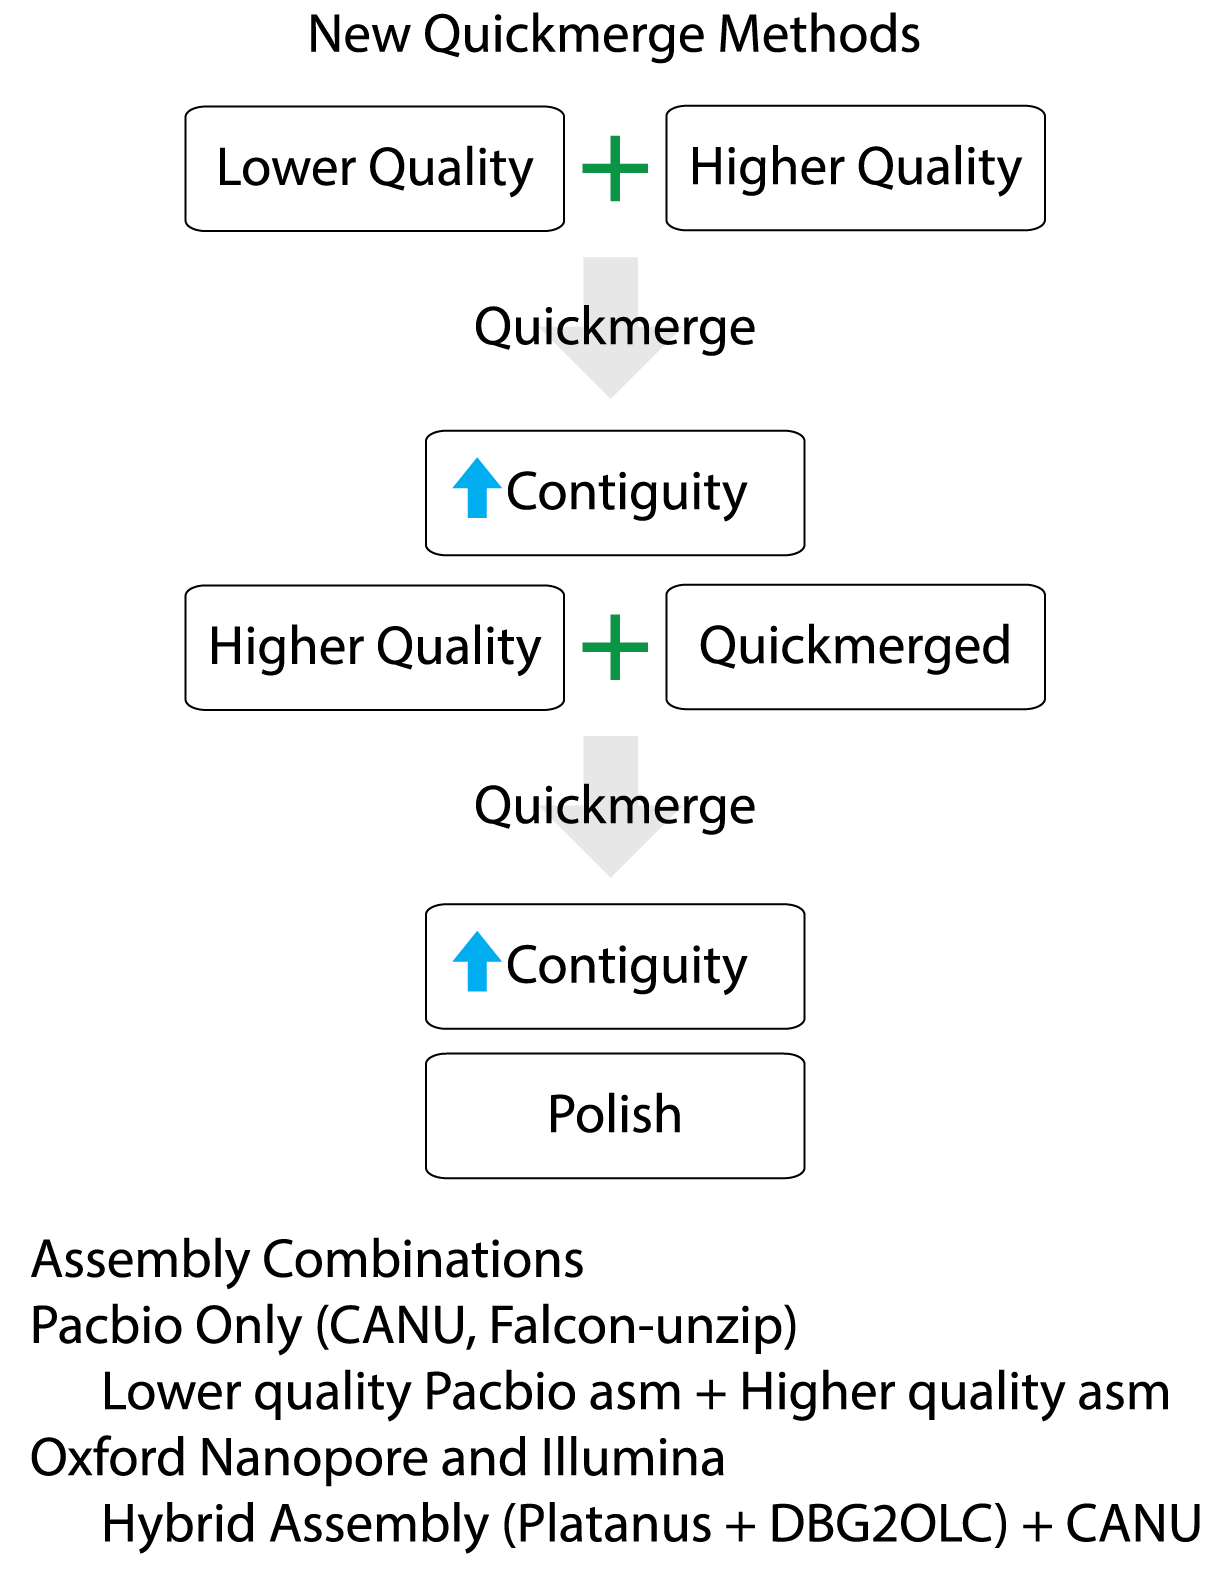 New Quickmerge Methods
Lower Quality + Higher Quality
Quickmerge
Contiguity
Higher Quality + Quickmerged
Quickmerge
Contiguity
Polish
Assembly Combinations
Pacbio Only (CANU, Falcon-unzip)
Lower quality Pacbio asm + Higher quality asm
Oxford Nanopore and Illumina
Hybrid Assembly (Platanus + DBG2OLC) + CANU